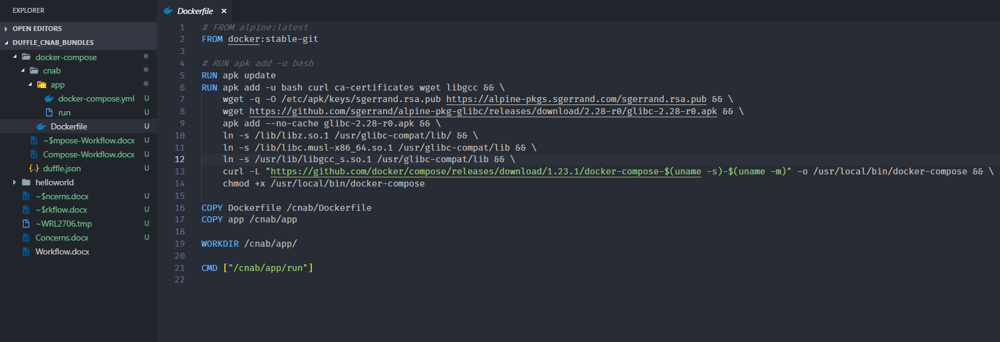 EXPLORER
OPEN EDITORS
DUFFLE_CNAB_BUNDLES
docker-compose
cnab
app
docker-compose.yml U
run U
Dockerfile U
~$mpose-Workflow.docx U
Compose-Workflow.docx U
{..} duffle.json U
helloworld
~$ncerns.docx U
~$rkflow.docx U
~WRL2706.tmp U
Concerns.docx U
Workflow.docx
Dockerfile ×
1 # FROM alpine:latest
2 FROM docker:stable-git
3
4 # RUN apk add -u bash
5 RUN apk update
6 RUN apk add -u bash curl ca-certificates wget libgcc && \
7 wget -q -O /etc/apk/keys/sgerrand.rsa.pub https://alpine-pkgs.sgerrand.com/sgerrand.rsa.pub && \
8 wget https://github.com/sgerrand/alpine-pkg-glibc/releases/download/2.28-r0/glibc-2.28-r0.apk && \
9 apk add --no-cache glibc-2.28-r0.apk && \
10 ln -s /lib/libz.so.1 /usr/glibc-compat/lib/ && \
11 ln -s /lib/libc.musl-x86_64.so.1 /usr/glibc-compat/lib && \
12 ln -s /usr/lib/libgcc_s.so.1 /usr/glibc-compat/lib && \
13 curl -L "https://github.com/docker/compose/releases/download/1.23.1/docker-compose-$(uname -s)-$(uname -m)" -o /usr/local/bin/docker-compose && \
14 chmod +x /usr/local/bin/docker-compose
15
16 COPY Dockerfile /cnab/Dockerfile
17 COPY app /cnab/app
18
19 WORKDIR /cnab/app/
20
21 CMD ["/cnab/app/run"]
22